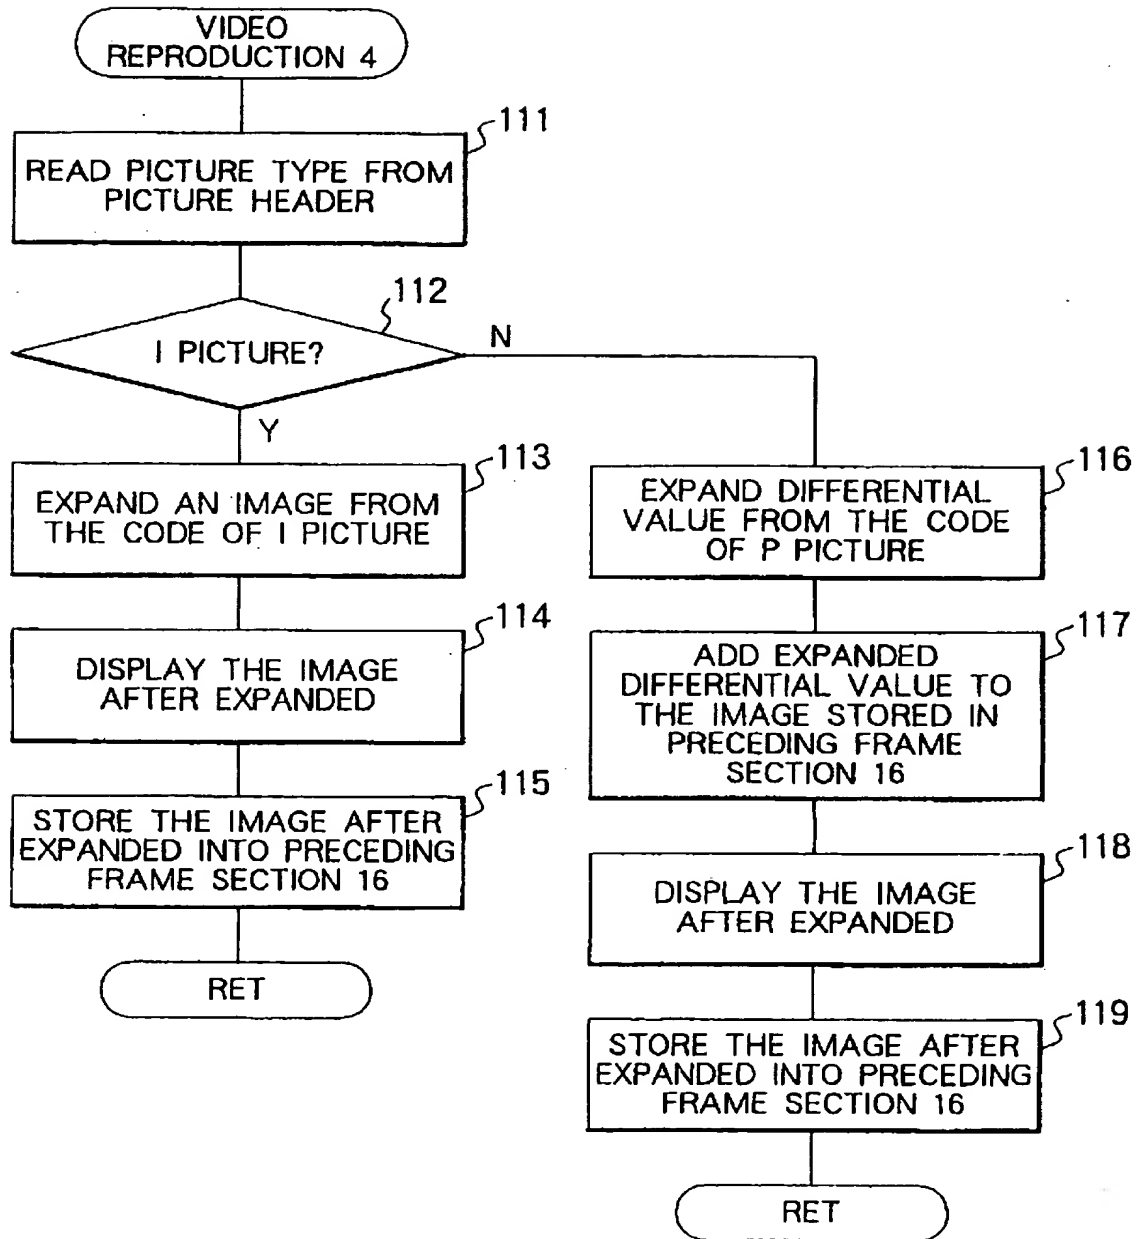 VIDEO
REPRODUCTION 4
111
READ PICTURE TYPE FROM
PICTURE HEADER
112
I PICTURE?
N
Y
113
EXPAND AN IMAGE FROM
THE CODE OF I PICTURE
114
DISPLAY THE IMAGE
AFTER EXPANDED
115
STORE THE IMAGE AFTER
EXPANDED INTO PRECEDING
FRAME SECTION 16
RET
116
EXPAND DIFFERENTIAL
VALUE FROM THE CODE
OF P PICTURE
117
ADD EXPANDED
DIFFERENTIAL VALUE TO
THE IMAGE STORED IN
PRECEDING FRAME
SECTION 16
118
DISPLAY THE IMAGE
AFTER EXPANDED
119
STORE THE IMAGE AFTER
EXPANDED INTO PRECEDING
FRAME SECTION 16
RET